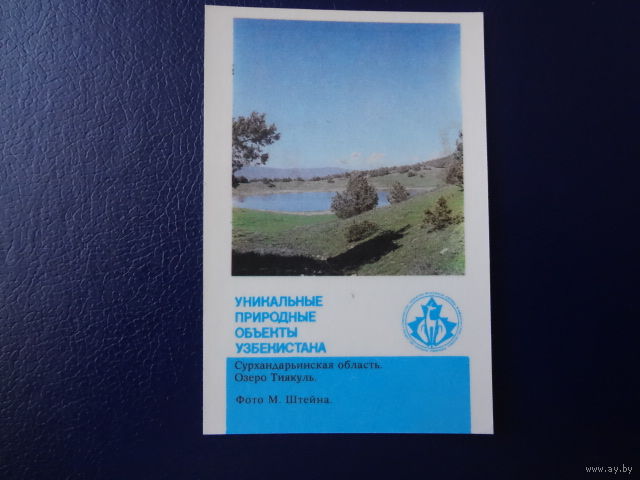 УНИКАЛЬНЫЕ
ПРИРОДНЫЕ
ОБЪЕКТЫ
УЗБЕКИСТАНА
Сурхандарьинская область.
Озеро Тиякуль.
Фото М. Штейна.
www.ay.by